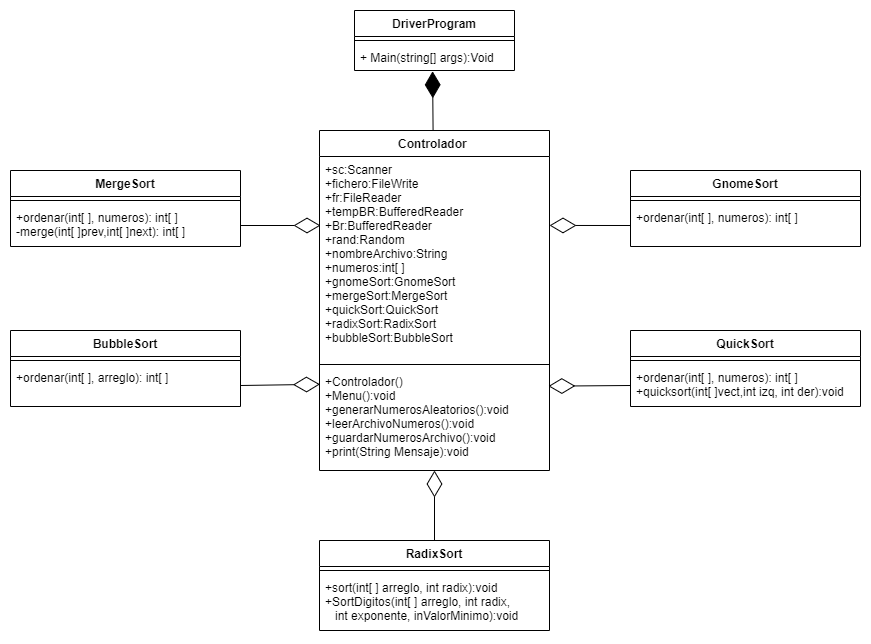 DriverProgram
+ Main(string[] args):Void
Controlador
+sc:Scanner
+fichero:FileWrite
+fr:FileReader
+tempBR:BufferedReader
+Br:BufferedReader
+rand:Random
+nombreArchivo:String
+numeros:int[ ]
+gnomeSort:GnomeSort
+mergeSort:MergeSort
+quickSort:QuickSort
+radixSort:RadixSort
+bubbleSort:BubbleSort
+Controlador()
+Menu():void
+generarNumerosAleatorios():void
+leerArchivoNumeros():void
+guardarNumerosArchivo():void
+print(String Mensaje):void
MergeSort
+ordenar(int[ ], numeros): int[ ]
-merge(int[ ]prev,int[ ]next): int[ ]
GnomeSort
+ordenar(int[ ], numeros): int[ ]
BubbleSort
+ordenar(int[ ], arreglo): int[ ]
QuickSort
+ordenar(int[ ], numeros): int[ ]
+quicksort(int[ ]vect,int izq, int der):void
RadixSort
+sort(int[ ] arreglo, int radix):void
+SortDigitos(int[ ] arreglo, int radix,
int exponente, inValorMinimo):void